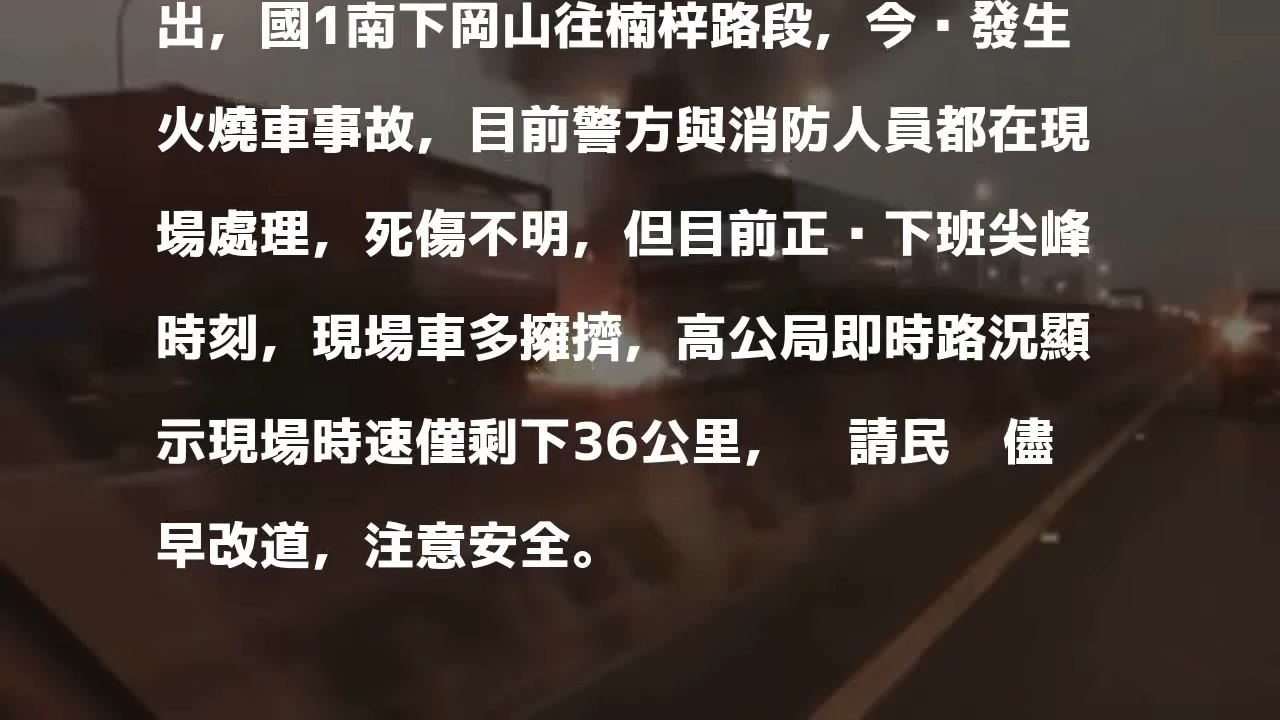 出，國1南下岡山往楠梓路段，今·發生
火燒車事故，目前警方與消防人員都在現
場處理，死傷不明，但目前正·下班尖峰
時刻，現場車多擁擠，高公局即時路況顯
示現場時速僅剩下36公里，　請民　儘
早改道，注意安全。